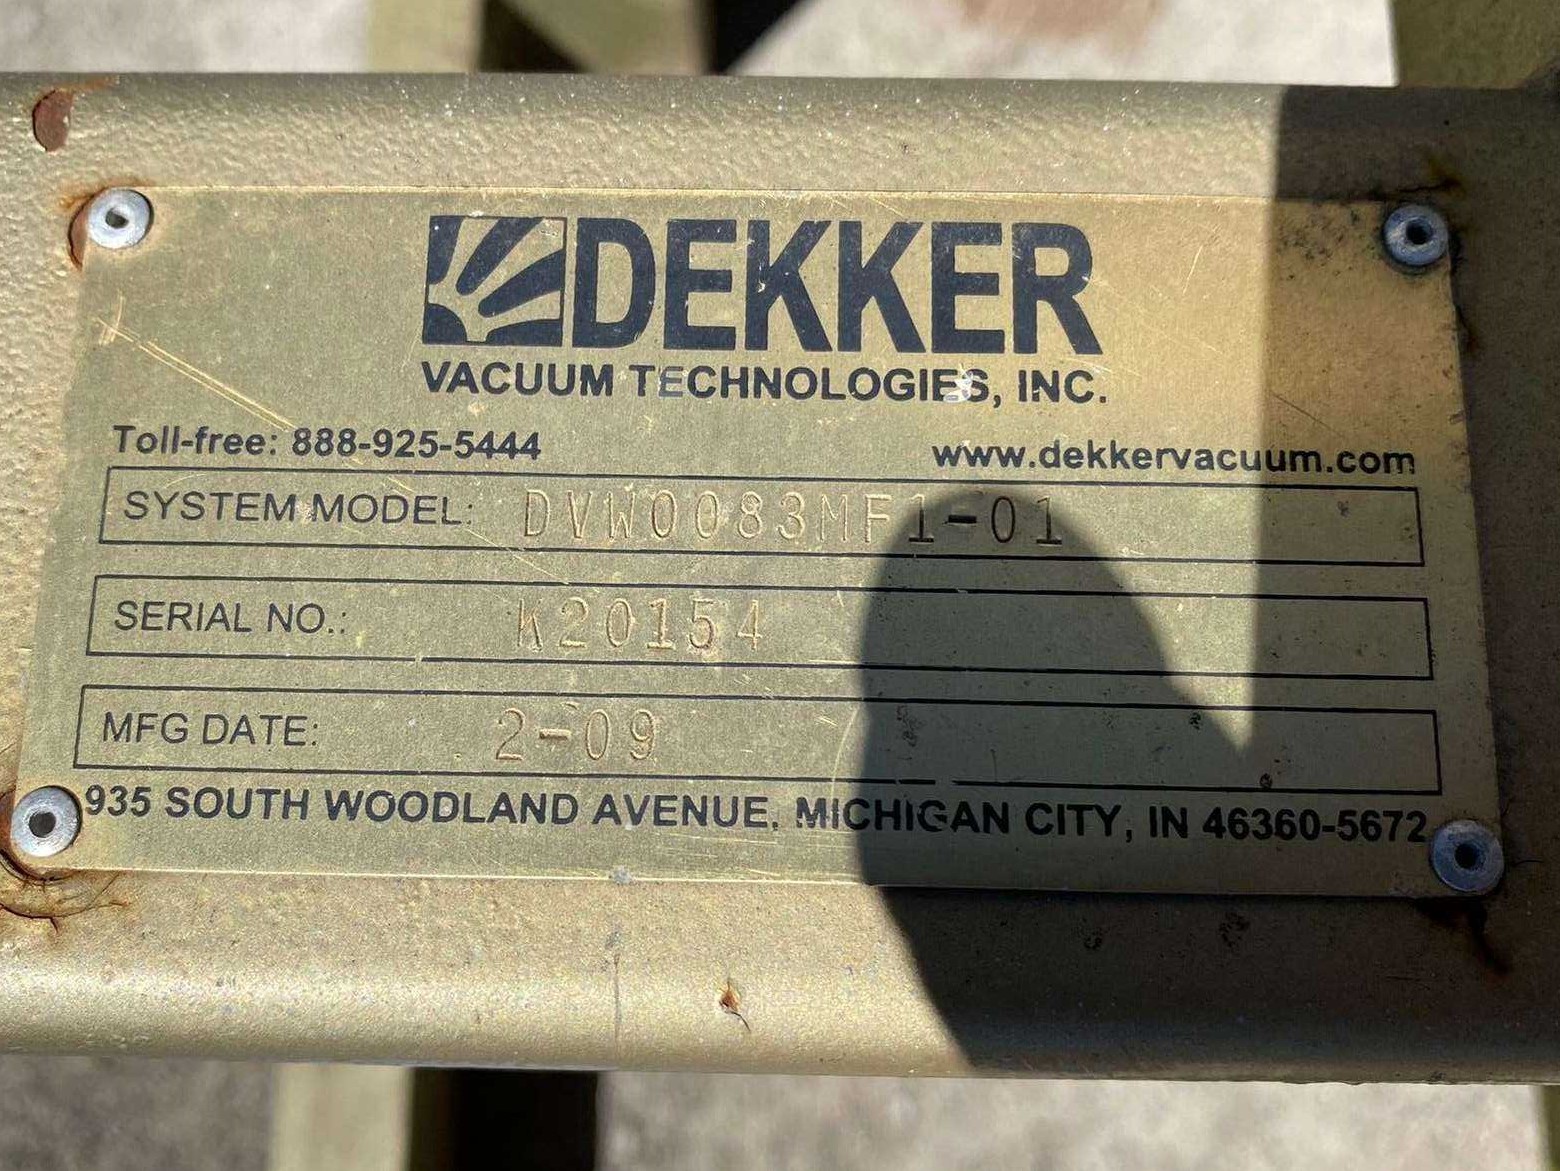 DEKKER
VACUUM TECHNOLOGIES, INC.
Toll-free: 888-925-5444 www.dekkervacuum.com
SYSTEM MODEL: DVW0083MF1-01
SERIAL NO.: K20154
MFG DATE: 2-09
935 SOUTH WOODLAND AVENUE, MICHIGAN CITY, IN 46360-5672